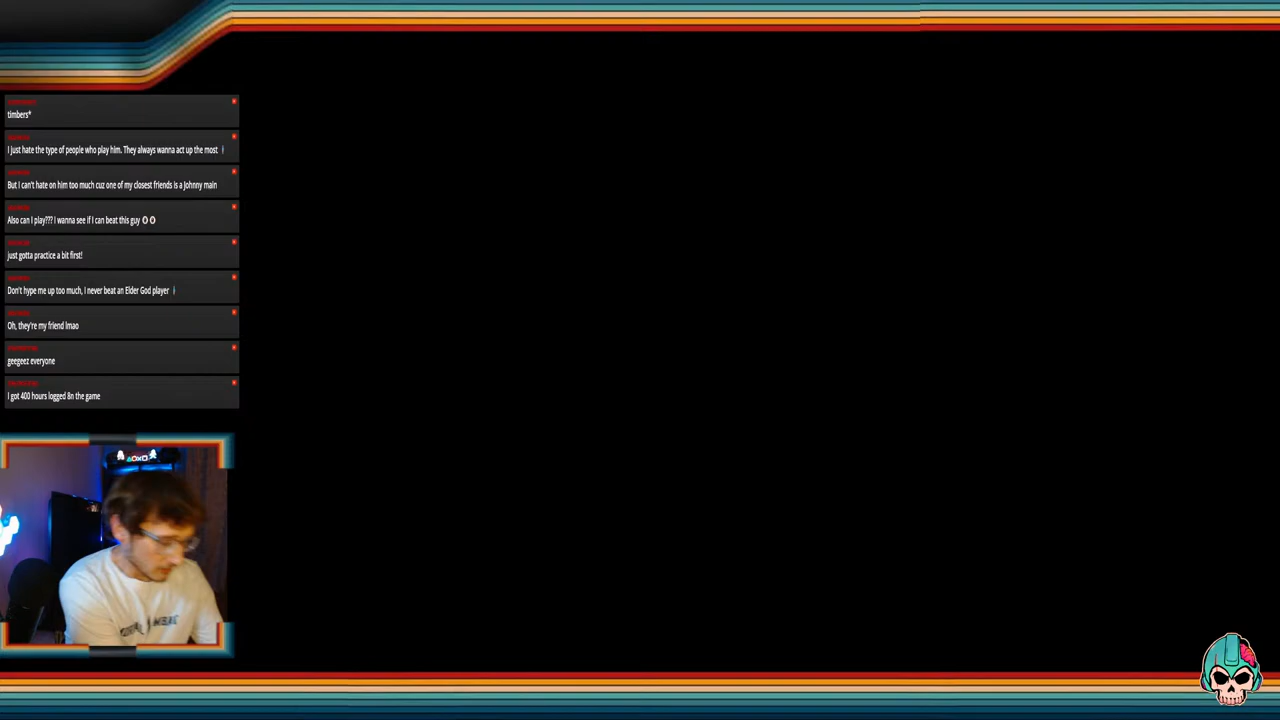 timbers*
I just hate the type of people who play him. They always wanna act up the most
But I can't hate on him too much cuz one of my closest friends is a Johnny main
Also can I play??? I wanna see if I can beat this guy
just gotta practice a bit first!
Don't hype me up too much, I never beat an Elder God player
Oh, they're my friend lmao
geegeez everyone
I got 400 hours logged 8n the game